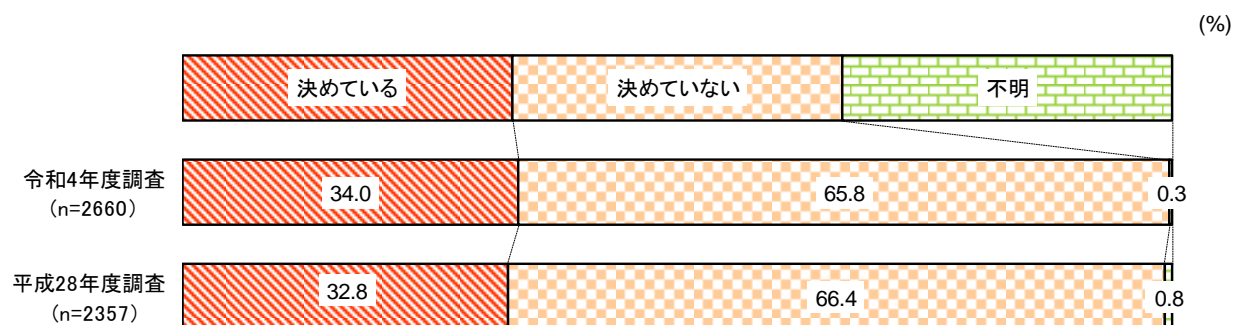 (%)
決めている 決めていない 不明
令和4年度調査
(n=2660)
34.0 65.8 0.3
平成28年度調査
(n=2357)
32.8 66.4 0.8